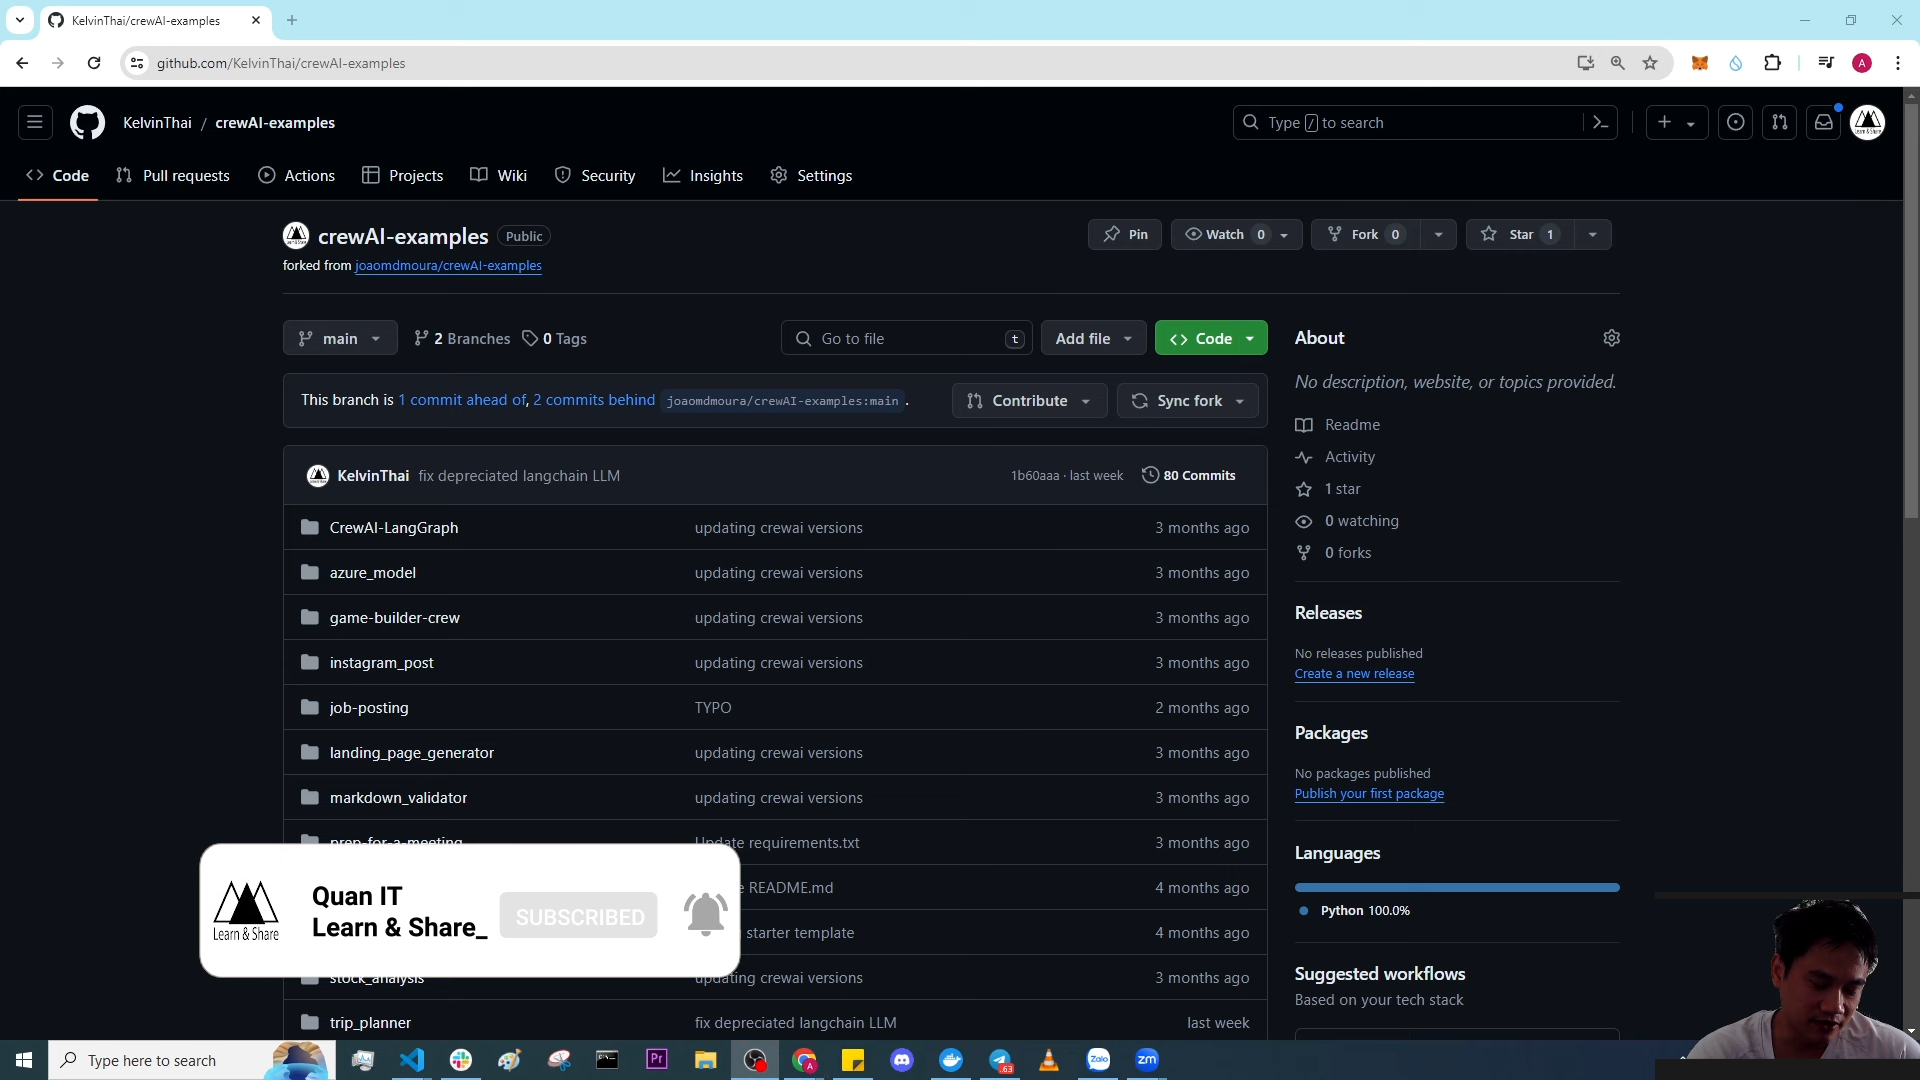 KelvinThai/crewAI-examples
github.com/KelvinThai/crewAI-examples
A
KelvinThai / crewAI-examples
Type / to search
Code
Pull requests
Actions
Projects
Wiki
Security
Insights
Settings
crewAI-examples
Public
Pin
Watch 0
Fork 0
Star 1
forked from joaomdmoura/crewAI-examples
main
2 Branches
0 Tags
Go to file
t
Add file
Code
This branch is 1 commit ahead of, 2 commits behind joaomdmoura/crewAI-examples:main .
Contribute
Sync fork
KelvinThai fix depreciated langchain LLM 1b60aaa · last week 80 Commits
CrewAI-LangGraph updating crewai versions 3 months ago
azure_model updating crewai versions 3 months ago
game-builder-crew updating crewai versions 3 months ago
instagram_post updating crewai versions 3 months ago
job-posting TYPO 2 months ago
landing_page_generator updating crewai versions 3 months ago
markdown_validator updating crewai versions 3 months ago
prep-for-a-meeting Update requirements.txt 3 months ago
README.md 4 months ago
starter template 4 months ago
stock_analysis updating crewai versions 3 months ago
trip_planner fix depreciated langchain LLM last week
About
No description, website, or topics provided.
Readme
Activity
1 star
0 watching
0 forks
Releases
No releases published
Create a new release
Packages
No packages published
Publish your first package
Languages
Python 100.0%
Suggested workflows
Based on your tech stack
Learn & Share
Quan IT
Learn & Share_
SUBSCRIBED
Type here to search
Pr
A
63
Zalo
zm